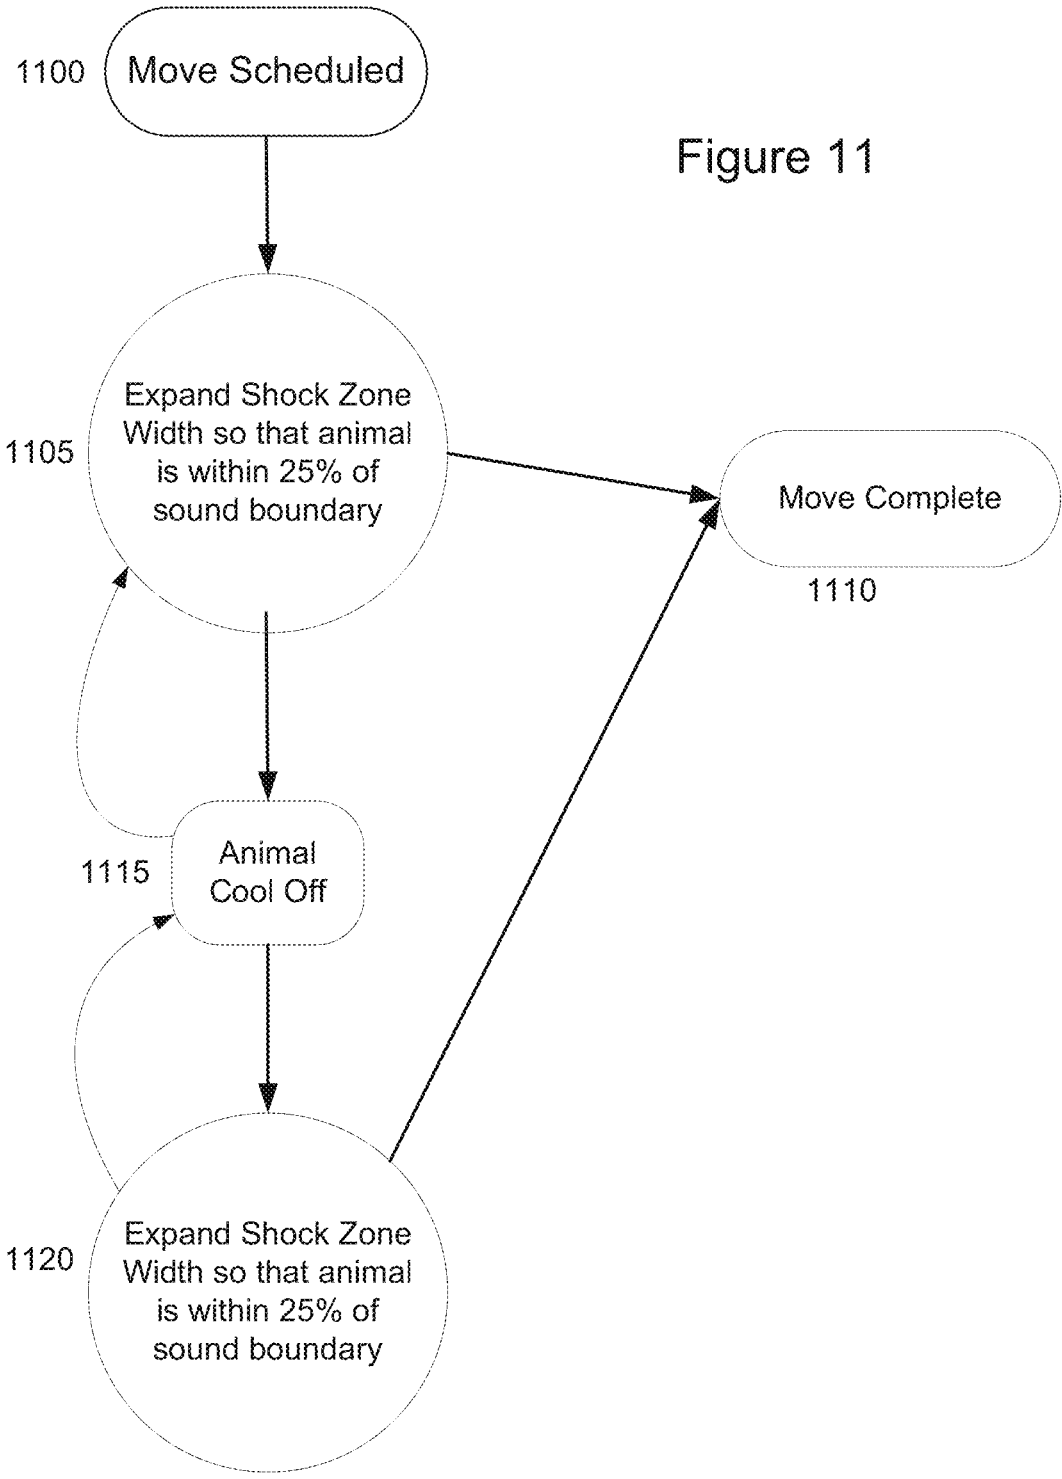 1100
Move Scheduled
Figure 11
1105
Expand Shock Zone
Width so that animal
is within 25% of
sound boundary
Move Complete
1110
1115
Animal
Cool Off
1120
Expand Shock Zone
Width so that animal
is within 25% of
sound boundary